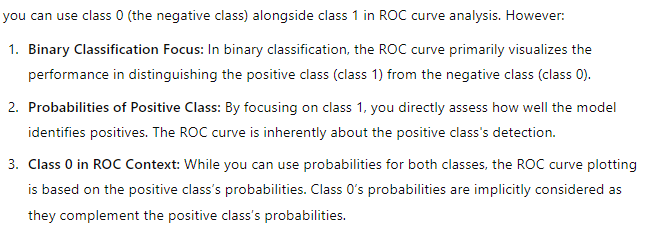 you can use class 0 (the negative class) alongside class 1 in ROC curve analysis. However:
1. Binary Classification Focus: In binary classification, the ROC curve primarily visualizes the
performance in distinguishing the positive class (class 1) from the negative class (class 0).
2. Probabilities of Positive Class: By focusing on class 1, you directly assess how well the model
identifies positives. The ROC curve is inherently about the positive class's detection.
3. Class 0 in ROC Context: While you can use probabilities for both classes, the ROC curve plotting
is based on the positive class's probabilities. Class 0's probabilities are implicitly considered as
they complement the positive class's probabilities.